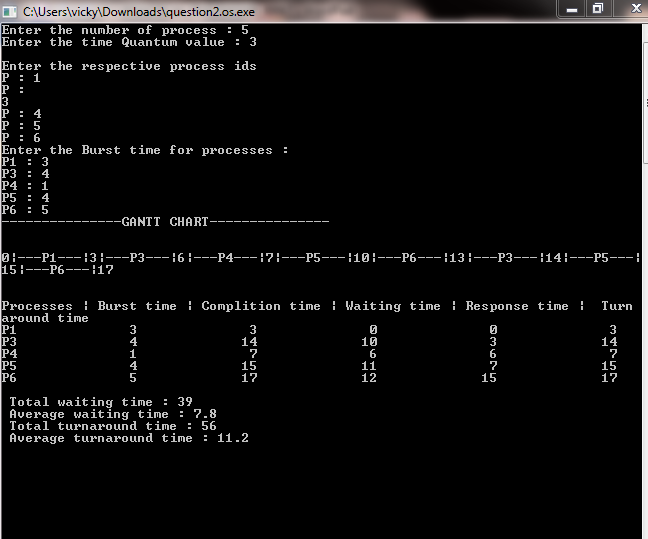 C:\Users\vicky\Downloads\question2.os.exe
Enter the number of process : 5
Enter the time Quantum value : 3
Enter the respective process ids
P : 1
P :
3
P : 4
P : 5
P : 6
Enter the Burst time for processes :
P1 : 3
P3 : 4
P4 : 1
P5 : 4
P6 : 5
---------------GANTT CHART---------------
0¦---P1---¦3¦---P3---¦6¦---P4---¦7¦---P5---¦10¦---P6---¦13¦---P3---¦14¦---P5---¦
15¦---P6---¦17
Processes ¦ Burst time ¦ Complition time ¦ Waiting time ¦ Response time ¦  Turn
around time
P1 3 3 0 0 3
P3 4 14 10 3 14
P4 1 7 6 6 7
P5 4 15 11 7 15
P6 5 17 12 15 17
Total waiting time : 39
Average waiting time : 7.8
Total turnaround time : 56
Average turnaround time : 11.2